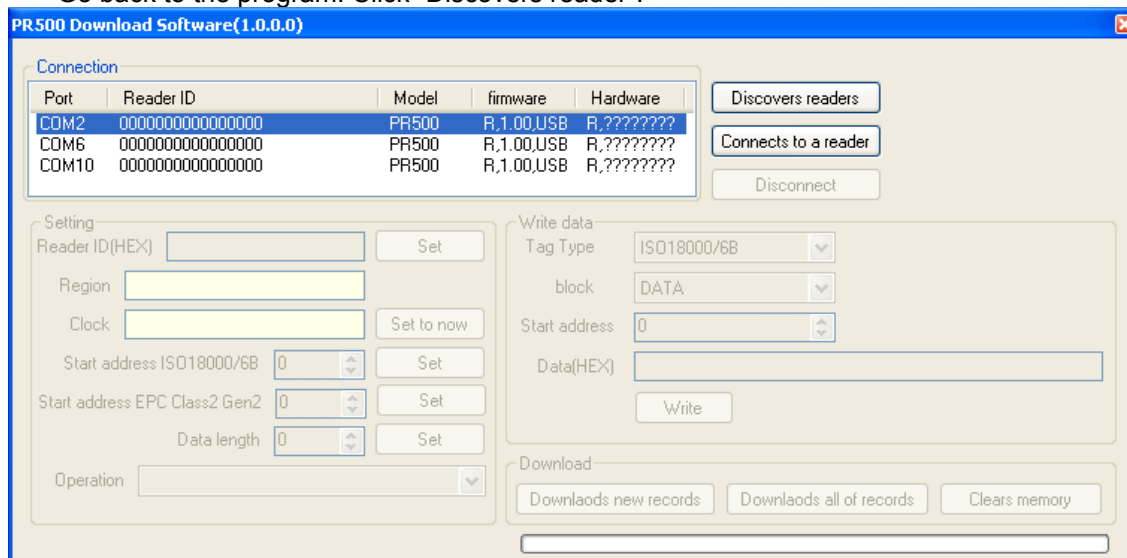 Go back to the program. Click "Discovers reader".
PR500 Download Software(1.0.0.0)
Connection
Port Reader ID Model firmware Hardware
COM2 0000000000000000 PR500 R,1.00,USB R,????????
COM6 0000000000000000 PR500 R,1.00,USB R,????????
COM10 0000000000000000 PR500 R,1.00,USB R,????????
Discovers readers
Connects to a reader
Disconnect
Setting
Reader ID(HEX) Set
Region
Clock Set to now
Start address ISO18000/6B 0 Set
Start address EPC Class2 Gen2 0 Set
Data length 0 Set
Operation
Write data
Tag Type ISO18000/6B
block DATA
Start address 0
Data(HEX)
Write
Download
Downlaods new records Downlaods all of records Clears memory